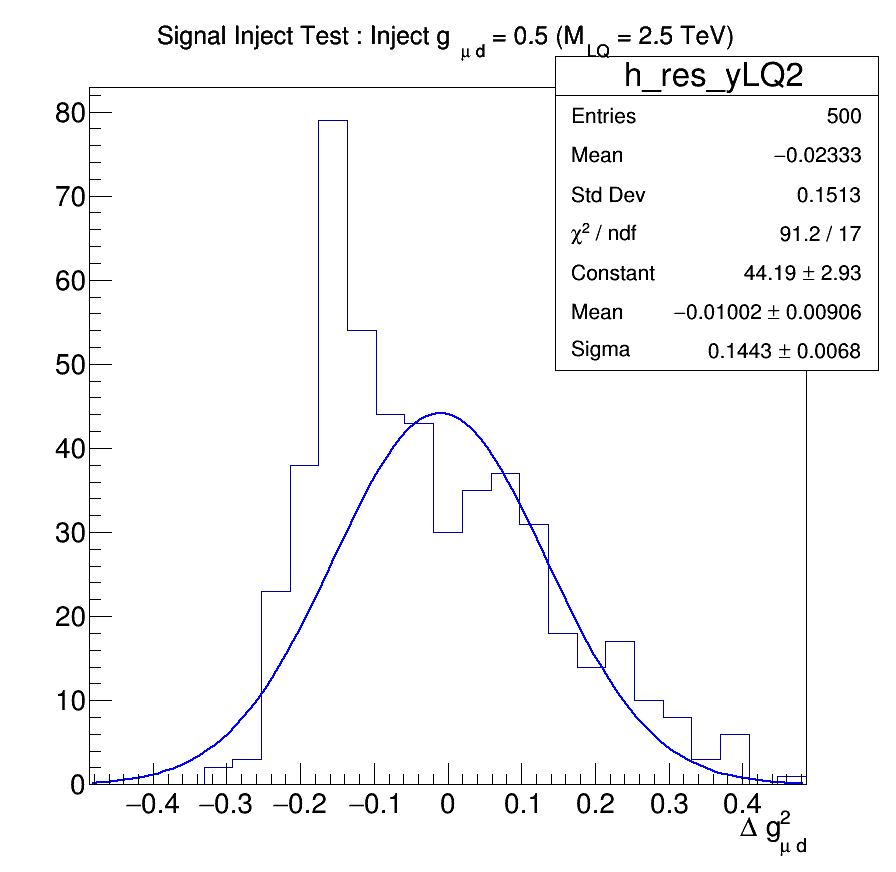 Signal Inject Test : Inject g μ d = 0.5 (M LQ = 2.5 TeV)
h_res_yLQ2
Entries 500
Mean −0.02333
Std Dev 0.1513
χ² / ndf 91.2 / 17
Constant 44.19 ± 2.93
Mean −0.01002 ± 0.00906
Sigma 0.1443 ± 0.0068
80
70
60
50
40
30
20
10
0
−0.4 −0.3 −0.2 −0.1 0 0.1 0.2 0.3 0.4
Δ g² μ d